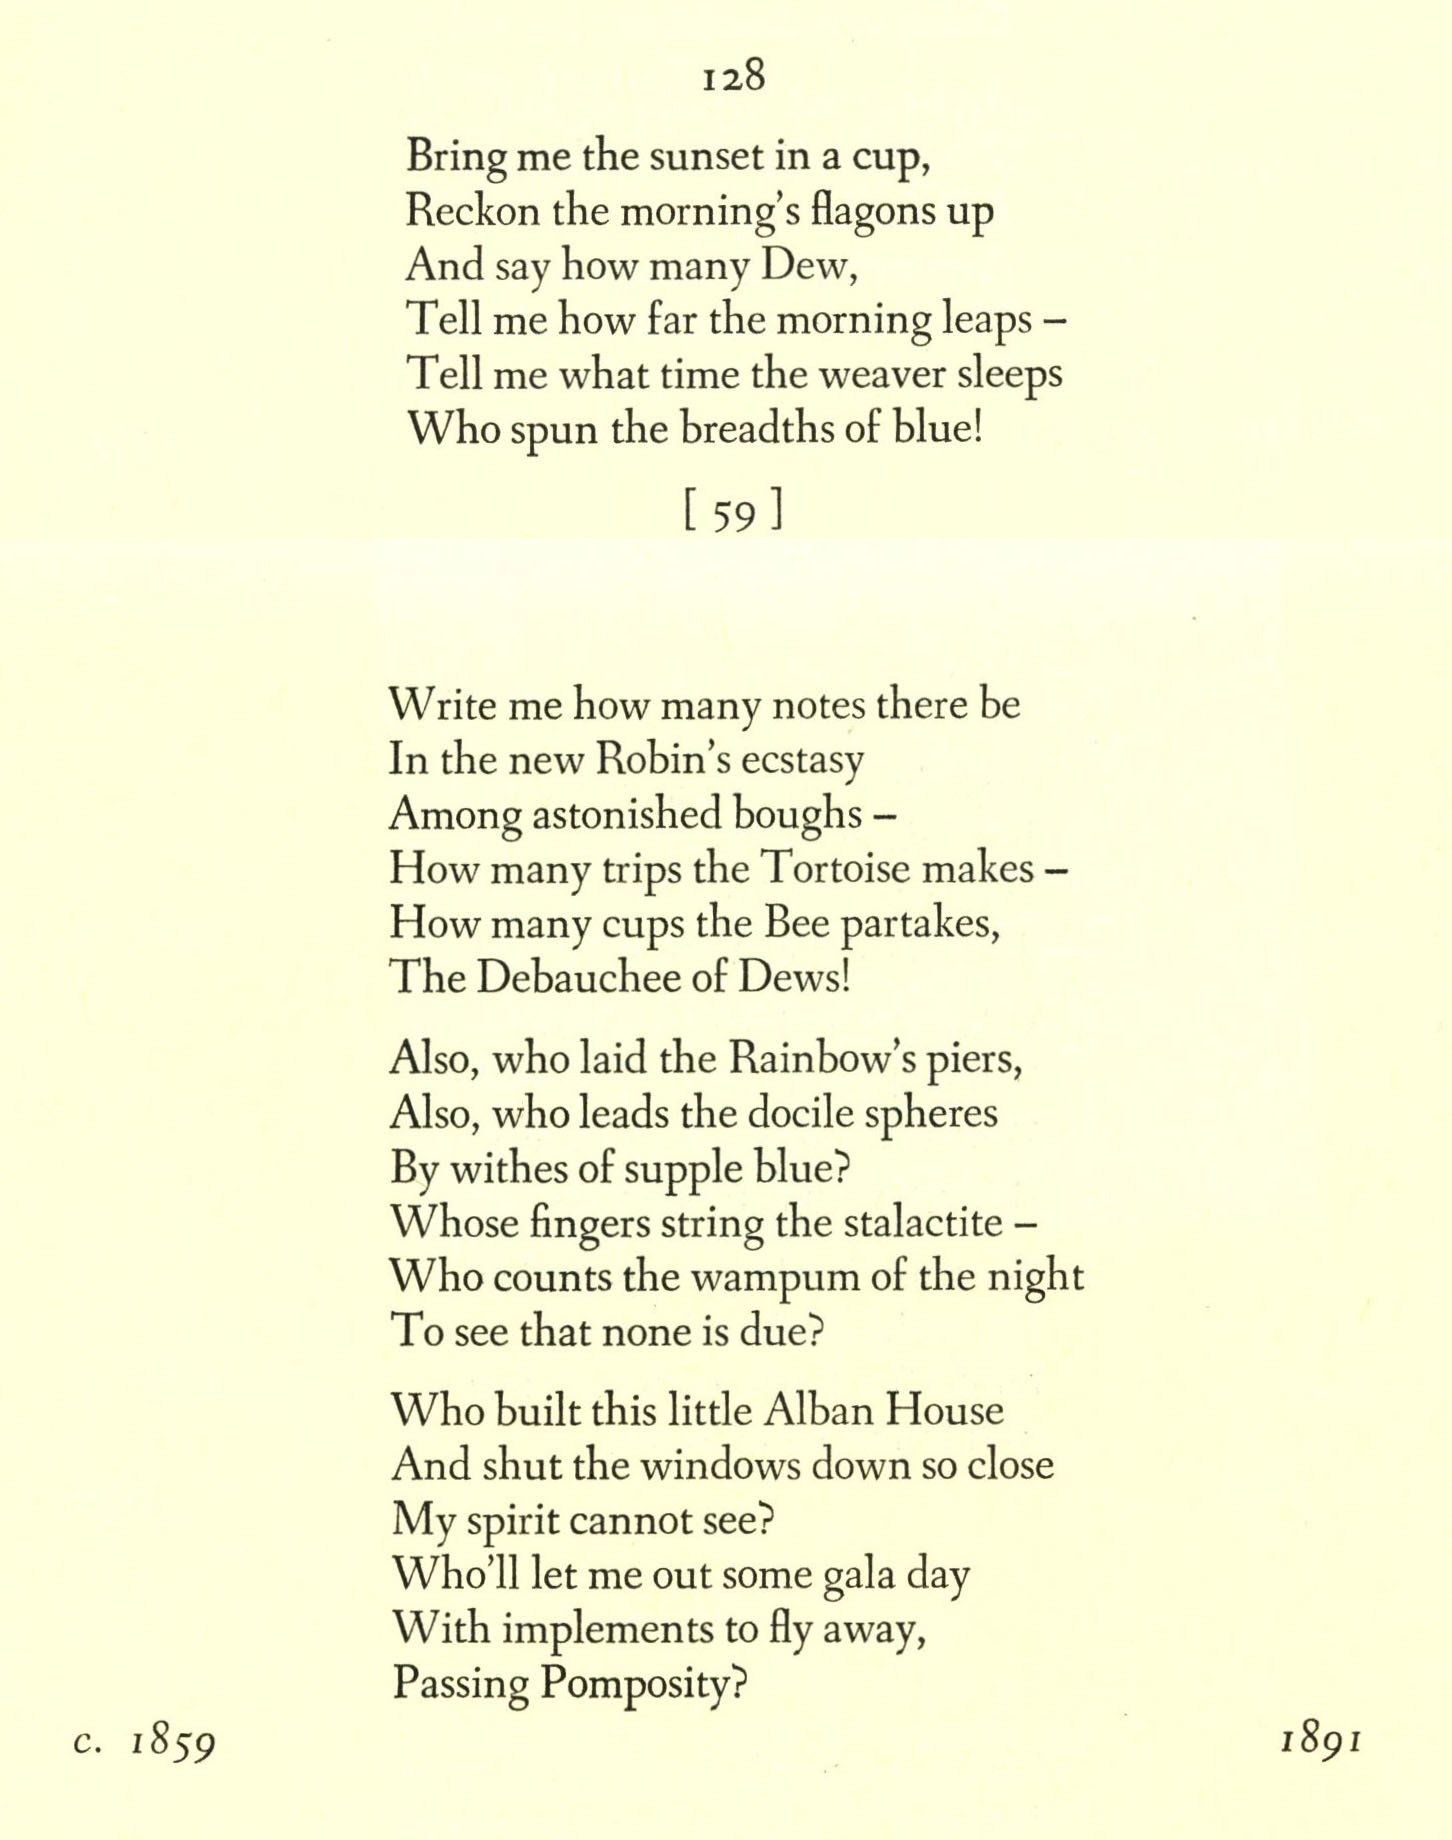 128
Bring me the sunset in a cup,
Reckon the morning's flagons up
And say how many Dew,
Tell me how far the morning leaps –
Tell me what time the weaver sleeps
Who spun the breadths of blue!
[ 59 ]
Write me how many notes there be
In the new Robin's ecstasy
Among astonished boughs –
How many trips the Tortoise makes –
How many cups the Bee partakes,
The Debauchee of Dews!
Also, who laid the Rainbow's piers,
Also, who leads the docile spheres
By withes of supple blue?
Whose fingers string the stalactite –
Who counts the wampum of the night
To see that none is due?
Who built this little Alban House
And shut the windows down so close
My spirit cannot see?
Who'll let me out some gala day
With implements to fly away,
Passing Pomposity?
c. 1859 1891